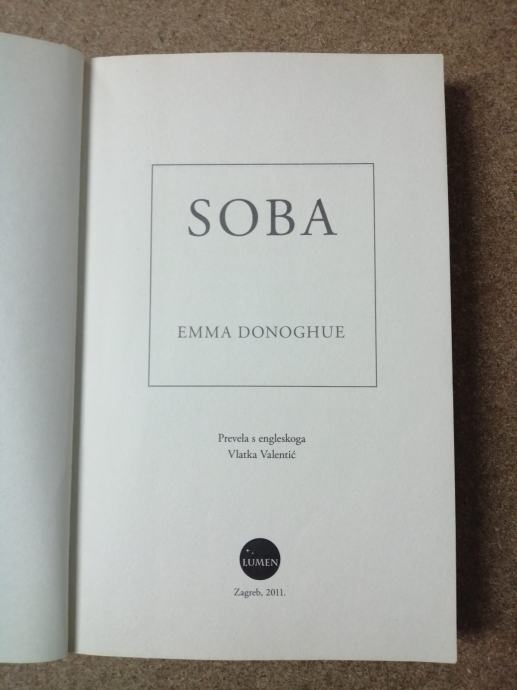 SOBA
EMMA DONOGHUE
Prevela s engleskoga
Vlatka Valentić
LUMEN
Zagreb, 2011.